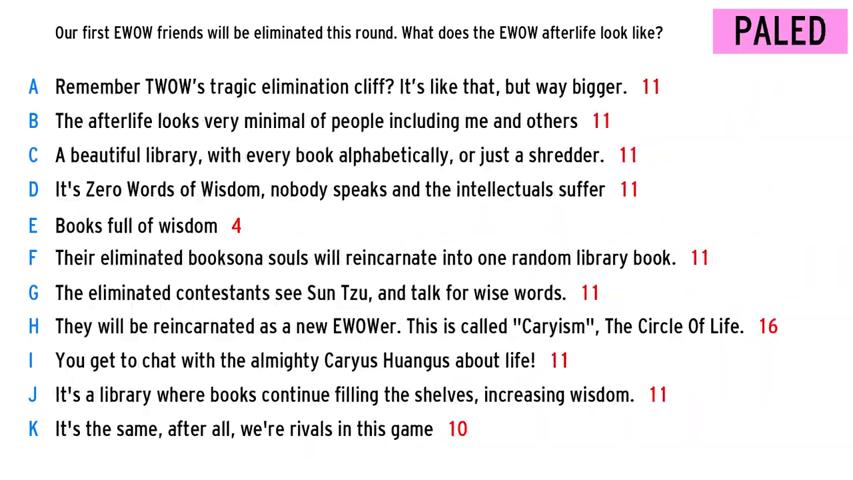 Our first EWOW friends will be eliminated this round. What does the EWOW afterlife look like?
PALED
A Remember TWOW's tragic elimination cliff? It's like that, but way bigger. 11
B The afterlife looks very minimal of people including me and others 11
C A beautiful library, with every book alphabetically, or just a shredder. 11
D It's Zero Words of Wisdom, nobody speaks and the intellectuals suffer 11
E Books full of wisdom 4
F Their eliminated booksona souls will reincarnate into one random library book. 11
G The eliminated contestants see Sun Tzu, and talk for wise words. 11
H They will be reincarnated as a new EWOWer. This is called "Caryism", The Circle Of Life. 16
I You get to chat with the almighty Caryus Huangus about life! 11
J It's a library where books continue filling the shelves, increasing wisdom. 11
K It's the same, after all, we're rivals in this game 10